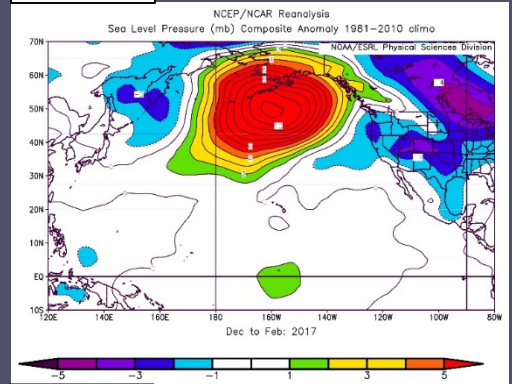 NCEP/NCAR Reanalysis
Sea Level Pressure (mb) Composite Anomaly 1981-2010 climo
NOAA/ESRL Physical Sciences Division
70N
60N
50N
40N
30N
20N
10N
EQ
10S
120E 140E 160E 180 160W 140W 120W 100W 80W
Dec to Feb: 2017
-5 -3 -1 1 3 5